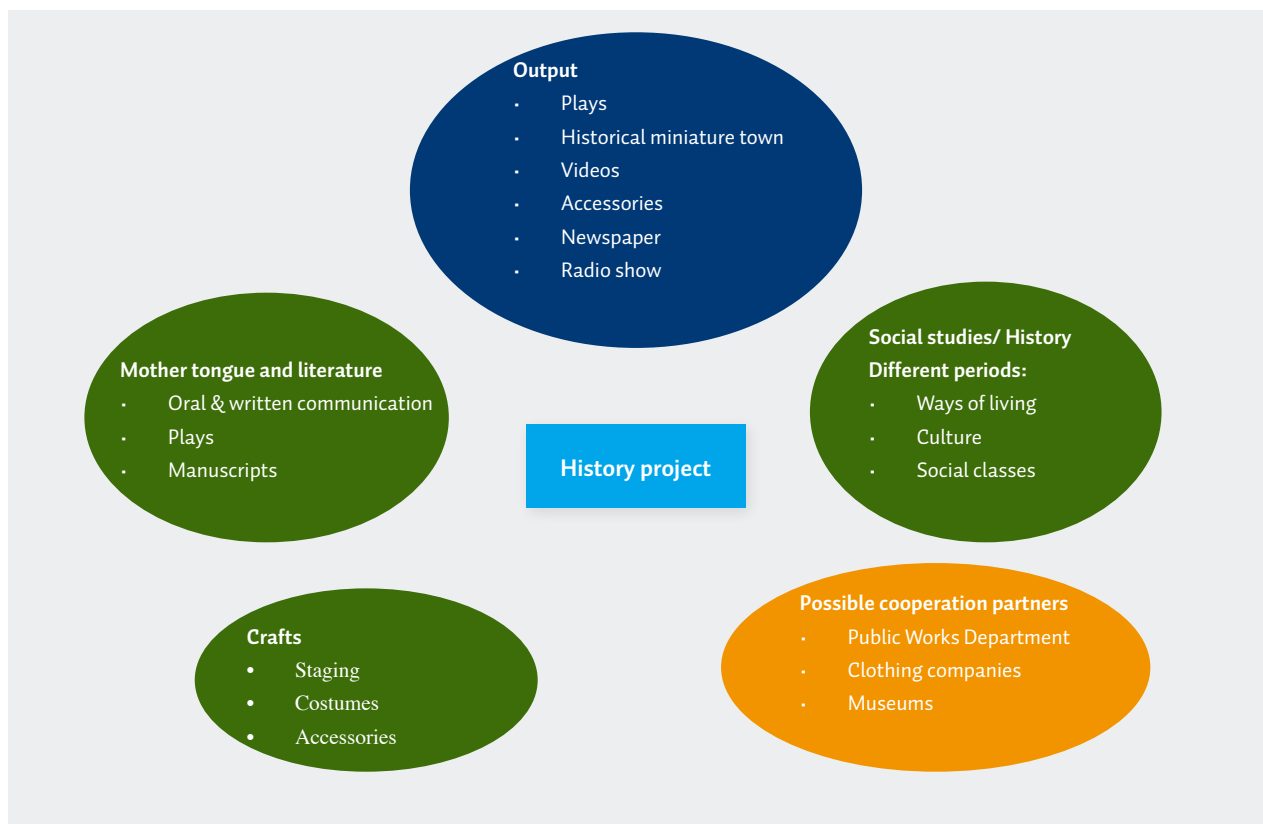 Output
· Plays
· Historical miniature town
· Videos
· Accessories
· Newspaper
· Radio show
Mother tongue and literature
· Oral & written communication
· Plays
· Manuscripts
Social studies/ History
Different periods:
· Ways of living
· Culture
· Social classes
History project
Crafts
• Staging
• Costumes
• Accessories
Possible cooperation partners
· Public Works Department
· Clothing companies
· Museums